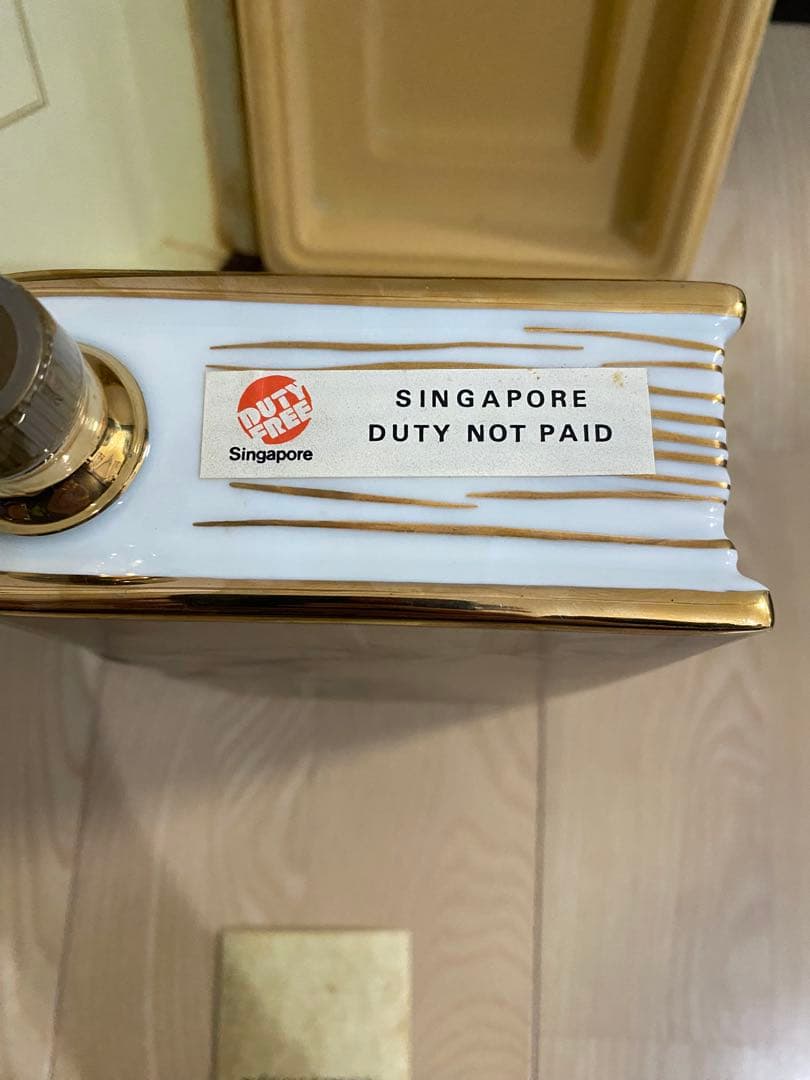 DUTY
FREE
Singapore
SINGAPORE
DUTY NOT PAID